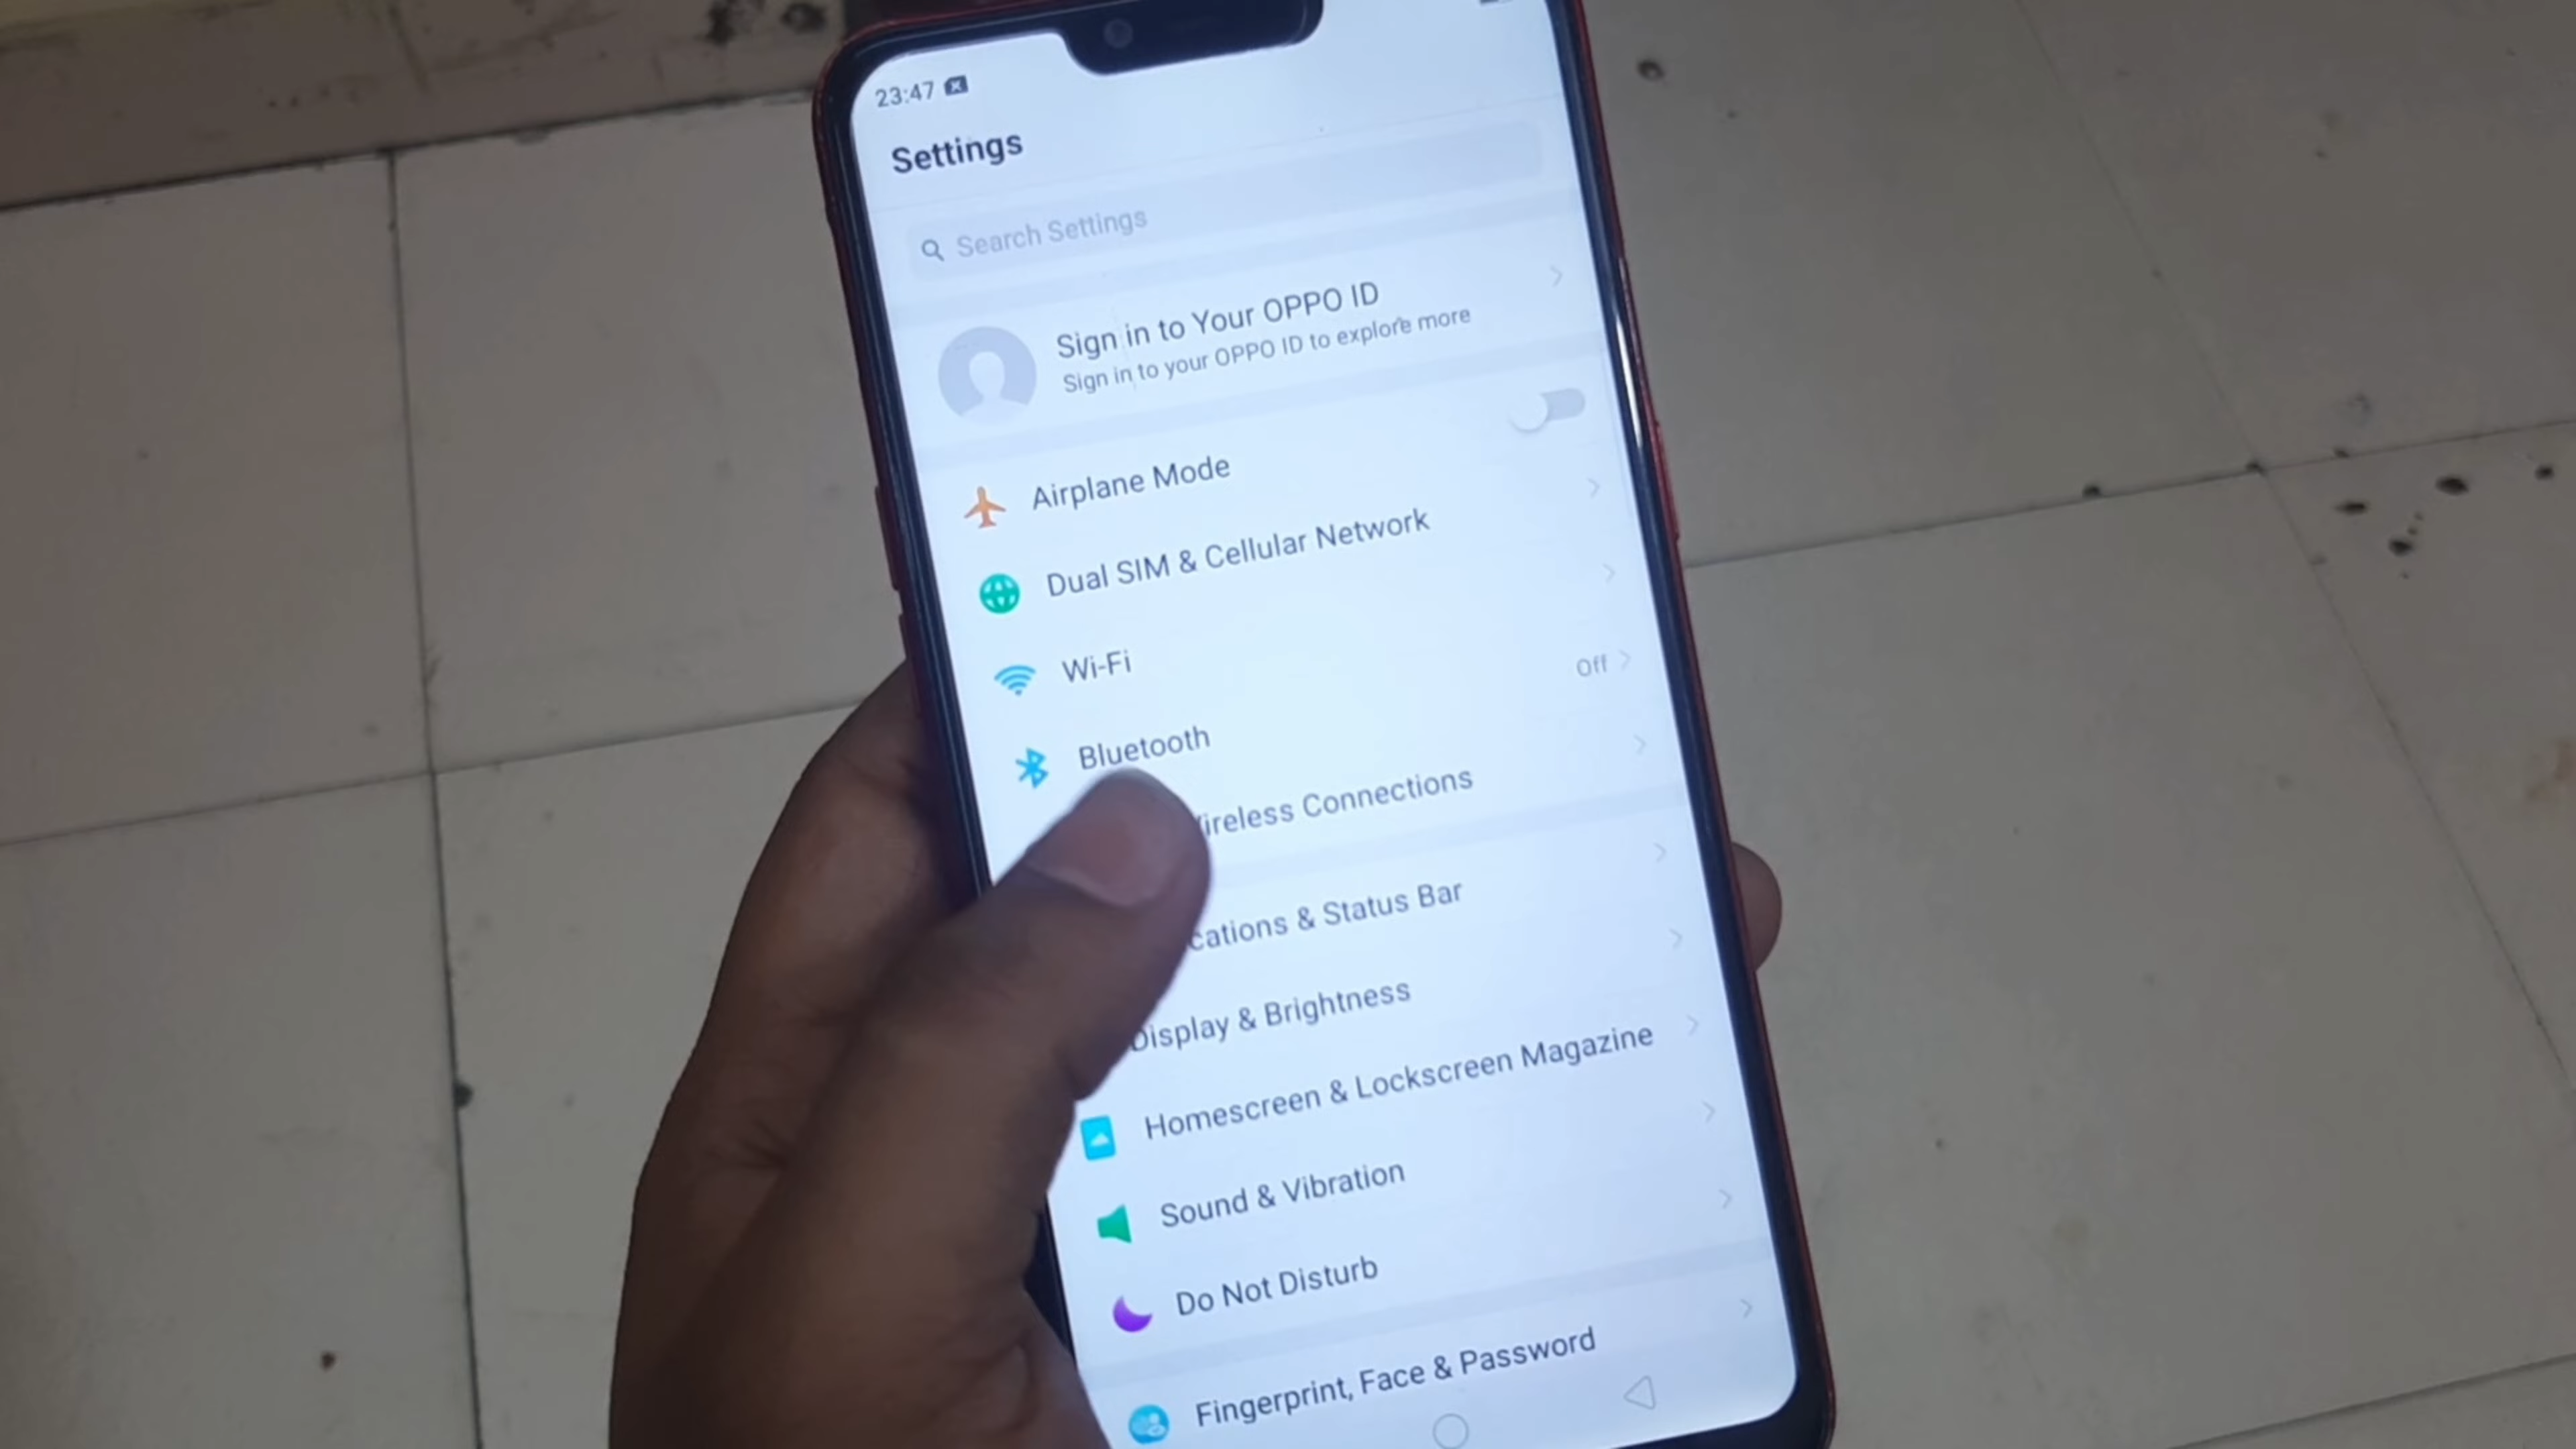 23:47
Settings
Search Settings
Sign in to Your OPPO ID
Sign in to your OPPO ID to explore more
Airplane Mode
Dual SIM & Cellular Network
Wi-Fi
Bluetooth
Off
Connections
& Status Bar
Display & Brightness
Homescreen & Lockscreen Magazine
Sound & Vibration
Do Not Disturb
Fingerprint, Face & Password